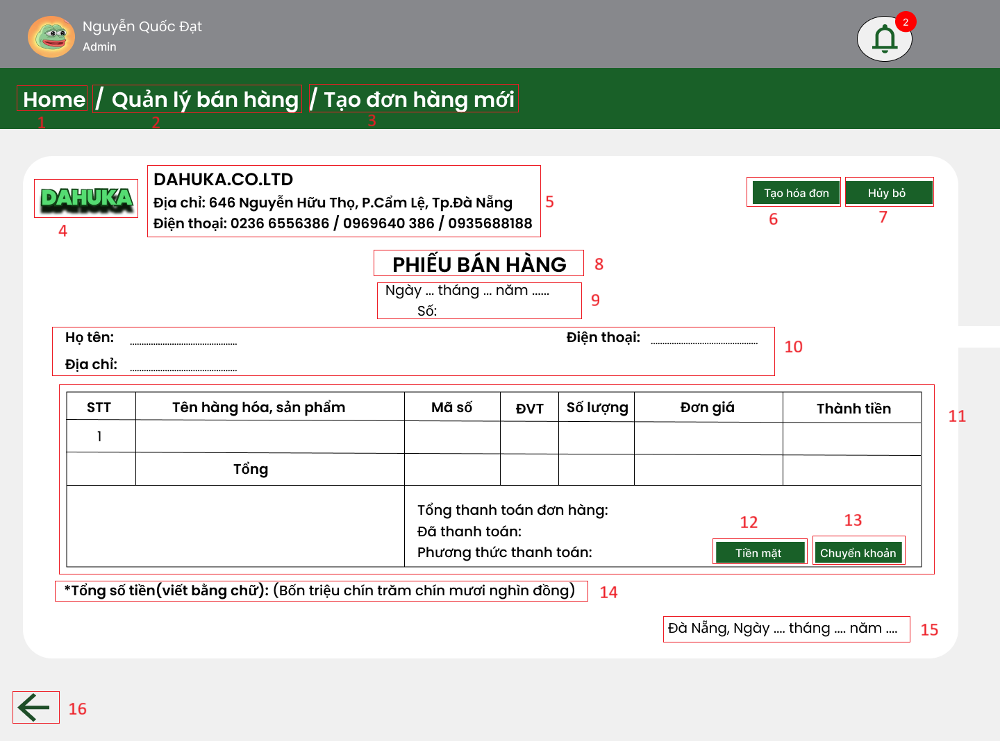 Nguyễn Quốc Đạt
Admin
2
Home / Quản lý bán hàng / Tạo đơn hàng mới
1 2 3
DAHUKA
4
DAHUKA.CO.LTD
Địa chỉ: 646 Nguyễn Hữu Thọ, P.Cẩm Lệ, Tp.Đà Nẵng
Điện thoại: 0236 6556386 / 0969640 386 / 0935688188
5
Tạo hóa đơn Hủy bỏ
6 7
PHIẾU BÁN HÀNG 8
Ngày ... tháng ... năm ......
Số:
9
Họ tên: .............................................. Điện thoại: ..............................................
Địa chỉ: ..............................................
10
STT Tên hàng hóa, sản phẩm Mã số ĐVT Số lượng Đơn giá Thành tiền
11
1
Tổng
Tổng thanh toán đơn hàng:
Đã thanh toán:
Phương thức thanh toán:
12 13
Tiền mặt Chuyển khoản
*Tổng số tiền(viết bằng chữ): (Bốn triệu chín trăm chín mươi nghìn đồng) 14
Đà Nẵng, Ngày .... tháng .... năm .... 15
16